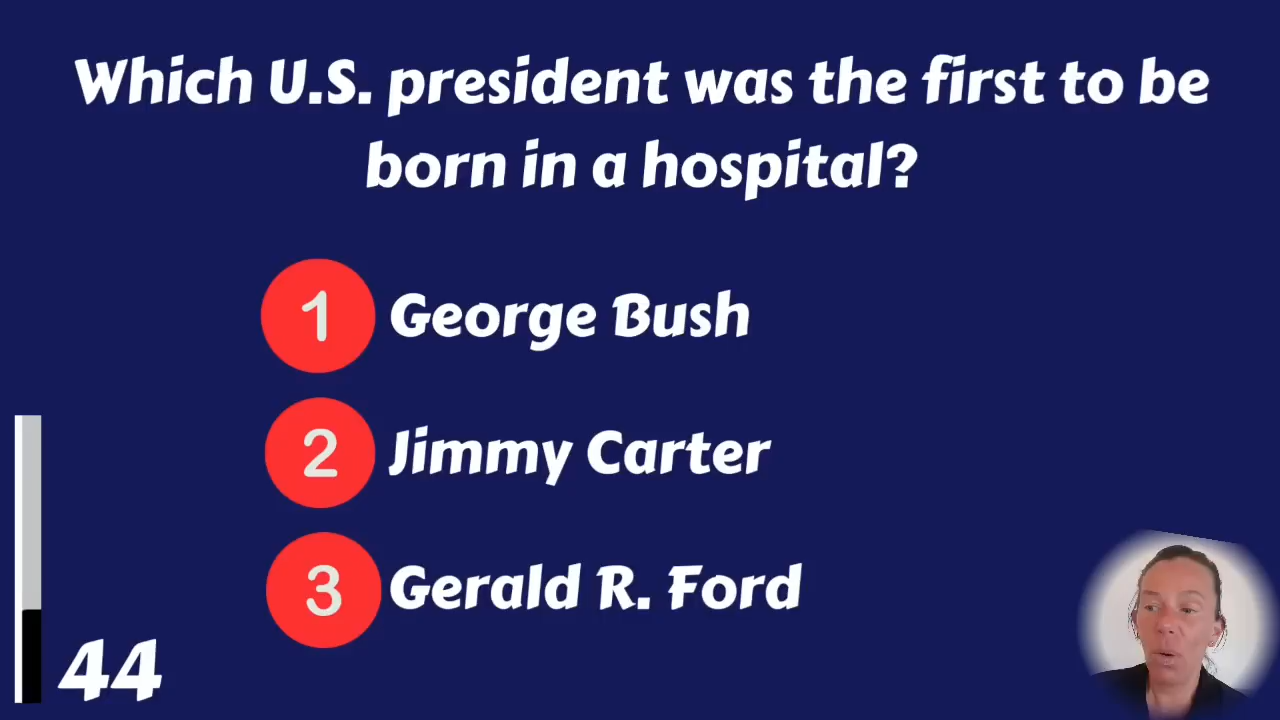 Which U.S. president was the first to be
born in a hospital?
1 George Bush
2 Jimmy Carter
3 Gerald R. Ford
44